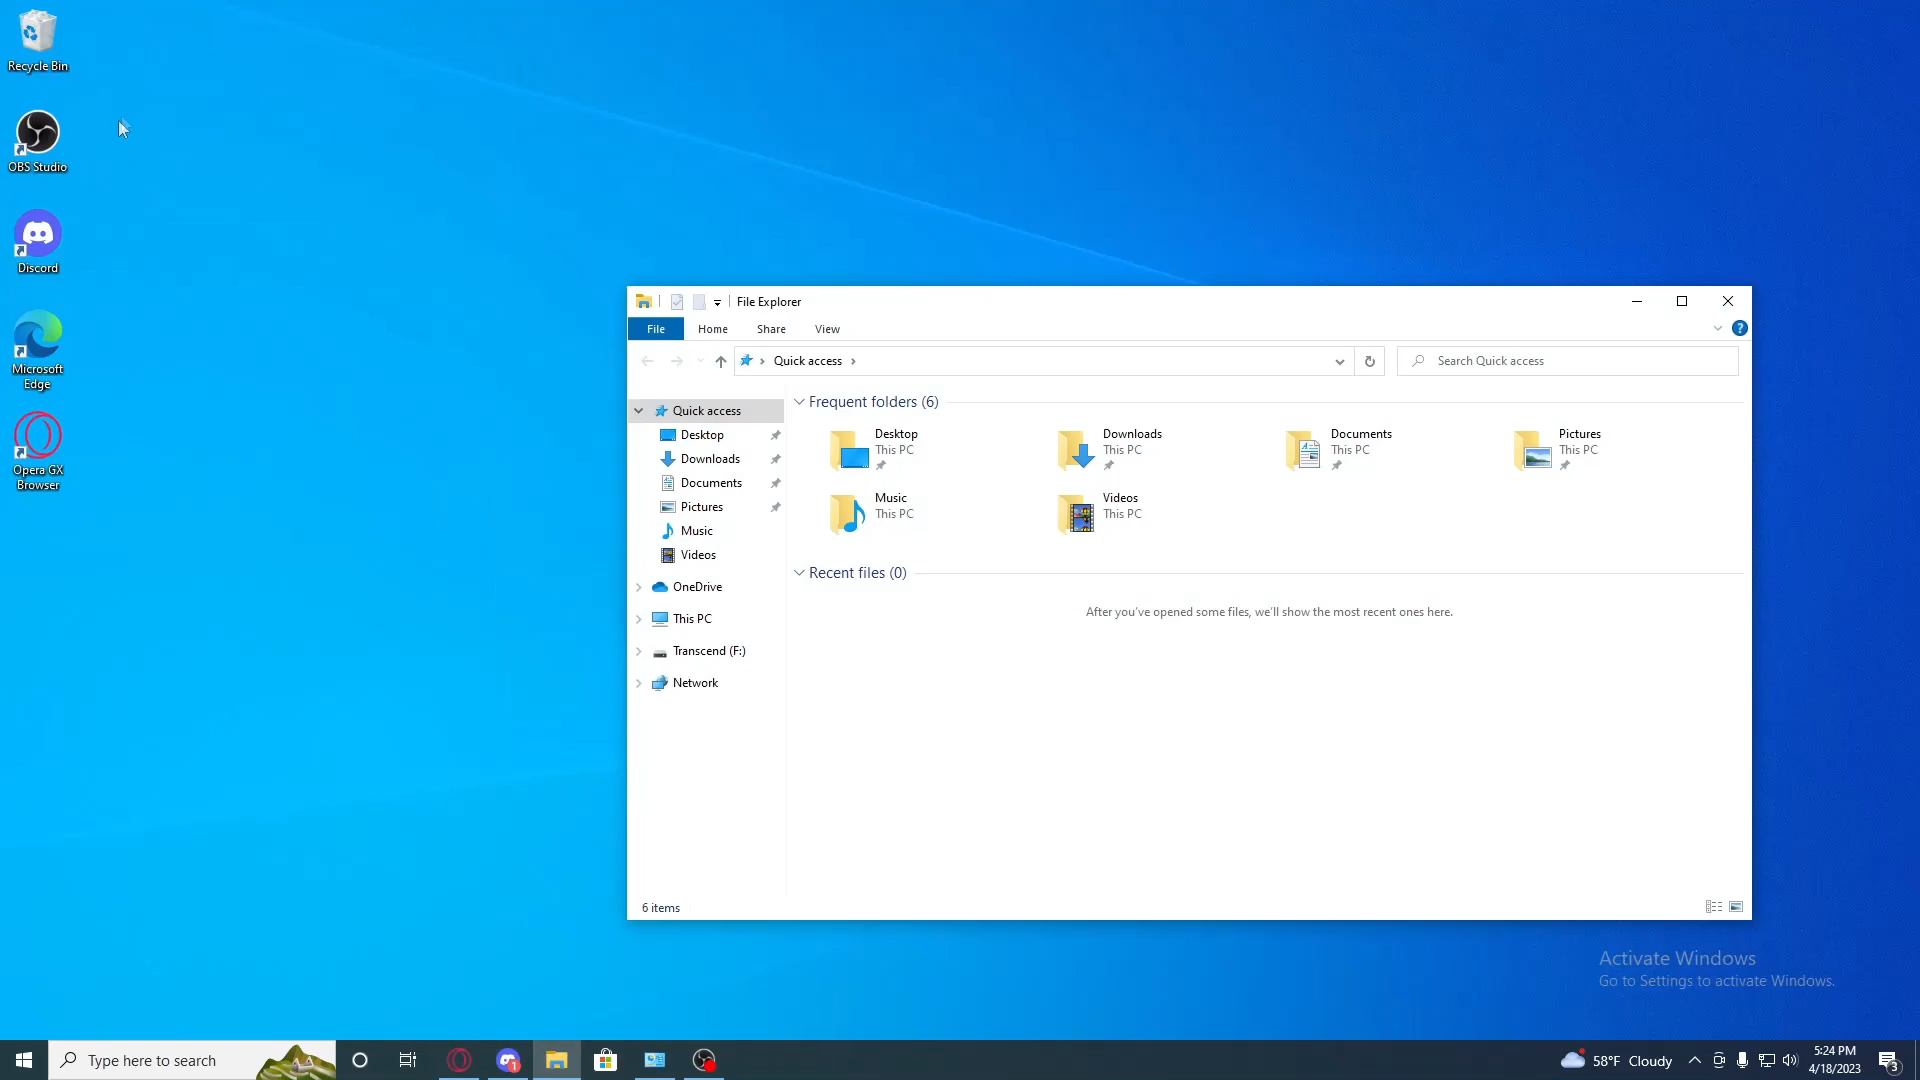 Recycle Bin
OBS Studio
Discord
Microsoft
Edge
Opera GX
Browser
File Explorer
File
Home
Share
View
?
Quick access
Search Quick access
Quick access
Desktop
Downloads
Documents
Pictures
Music
Videos
OneDrive
This PC
Transcend (F:)
Network
Frequent folders (6)
Desktop
This PC
Downloads
This PC
Documents
This PC
Pictures
This PC
Music
This PC
Videos
This PC
Recent files (0)
After you've opened some files, we'll show the most recent ones here.
6 items
Activate Windows
Go to Settings to activate Windows.
Type here to search
1
58°F Cloudy
5:24 PM
4/18/2023
3